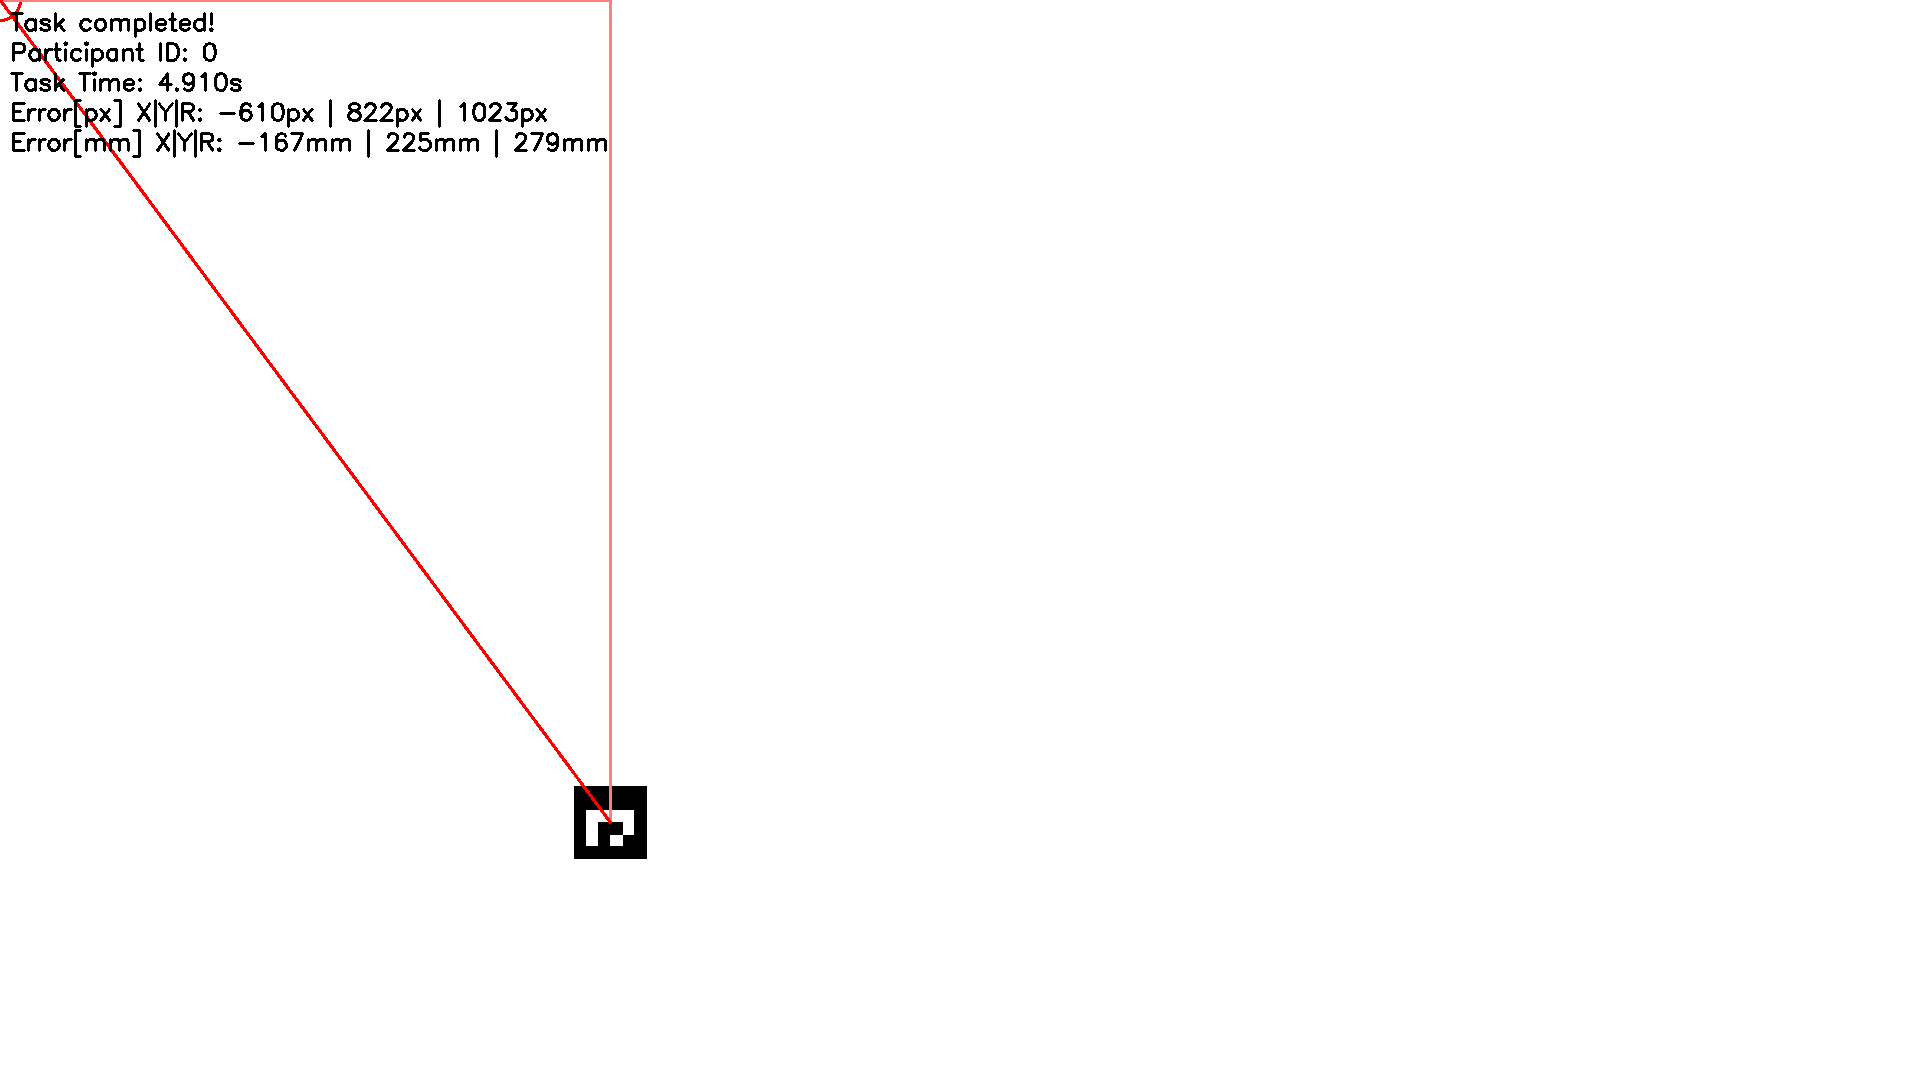 Task completed!
Participant ID: 0
Task Time: 4.910s
Error[px] X|Y|R: -610px | 822px | 1023px
Error[mm] X|Y|R: -167mm | 225mm | 279mm